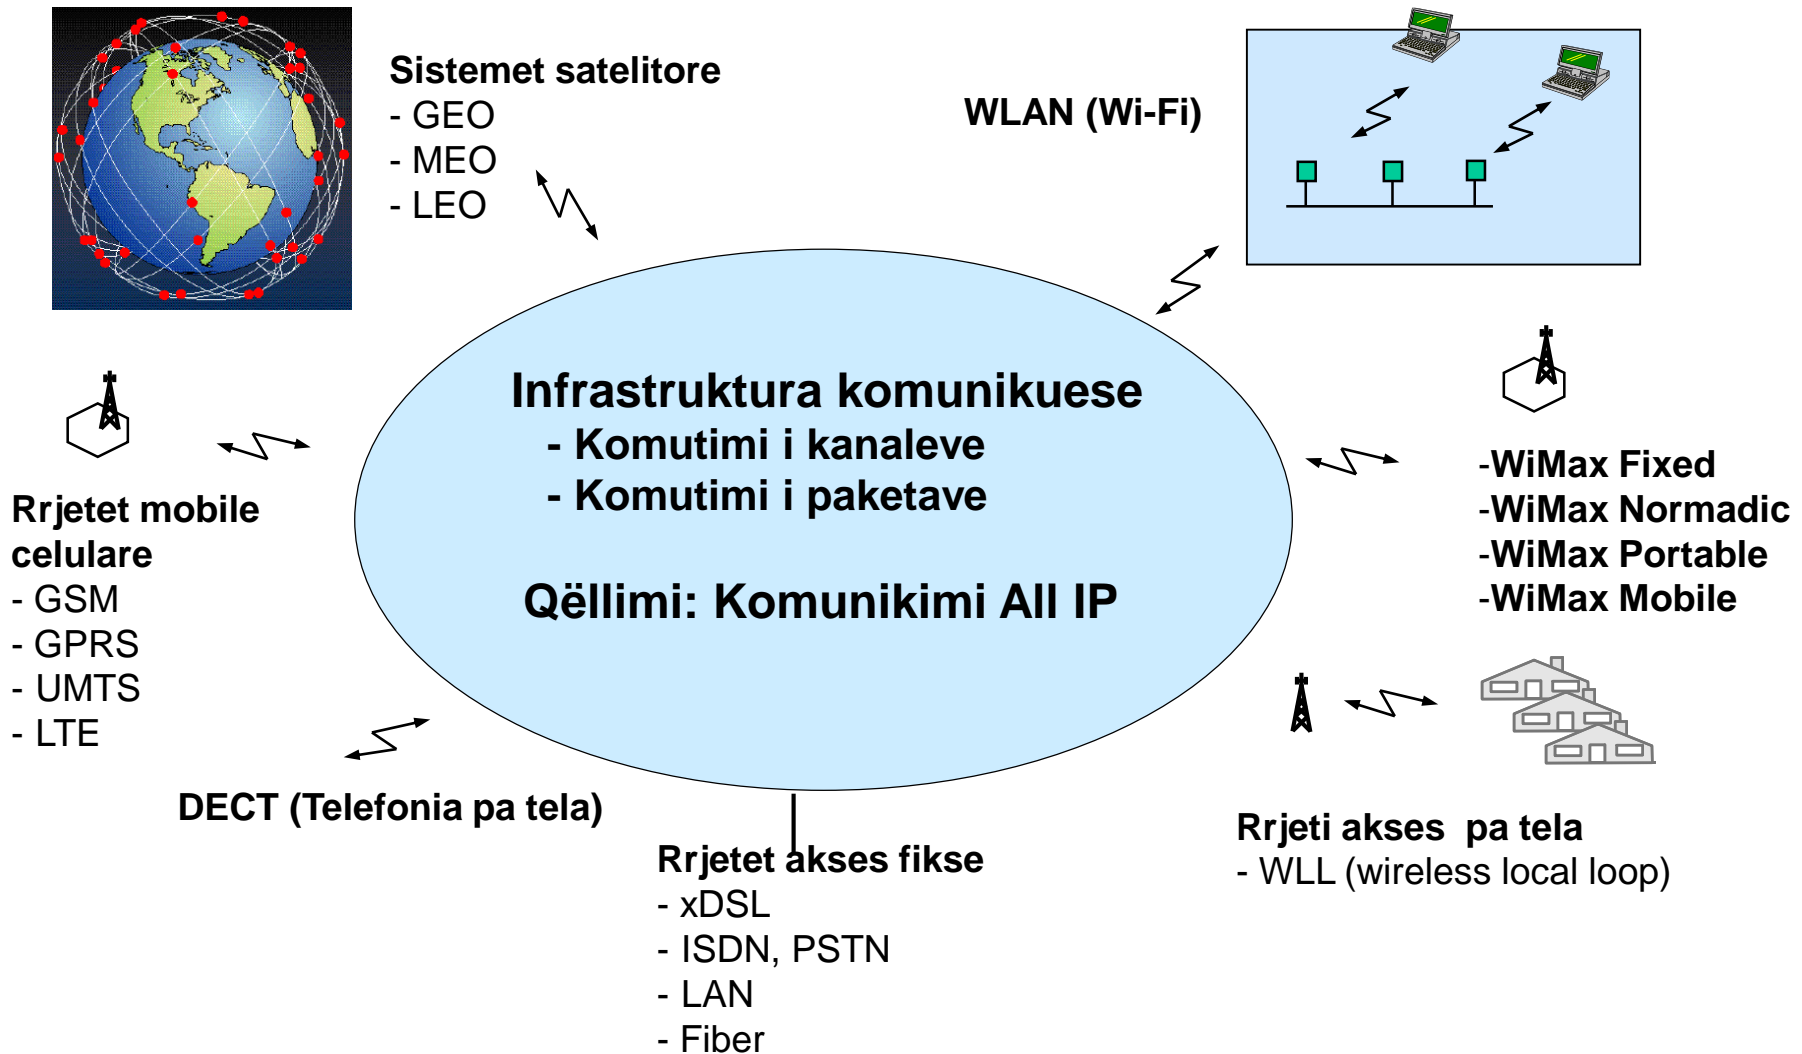 Sistemet satelitore
- GEO
- MEO
- LEO
WLAN (Wi-Fi)
Infrastruktura komunikuese
- Komutimi i kanaleve
- Komutimi i paketave
Qëllimi: Komunikimi All IP
Rrjetet mobile
celulare
- GSM
- GPRS
- UMTS
- LTE
-WiMax Fixed
-WiMax Normadic
-WiMax Portable
-WiMax Mobile
DECT (Telefonia pa tela)
Rrjetet akses fikse
- xDSL
- ISDN, PSTN
- LAN
- Fiber
Rrjeti akses  pa tela
- WLL (wireless local loop)